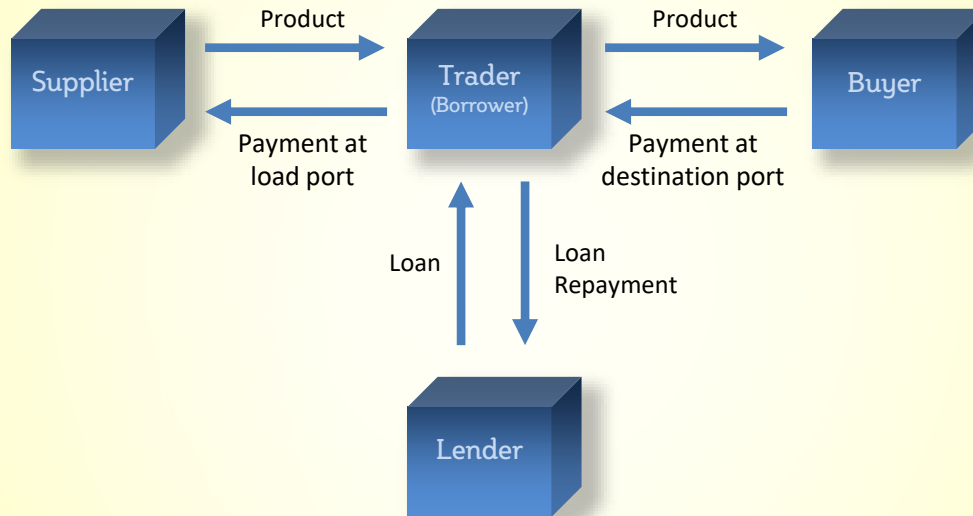 Product
Product
Supplier
Trader
(Borrower)
Buyer
Payment at
load port
Payment at
destination port
Loan
Loan
Repayment
Lender